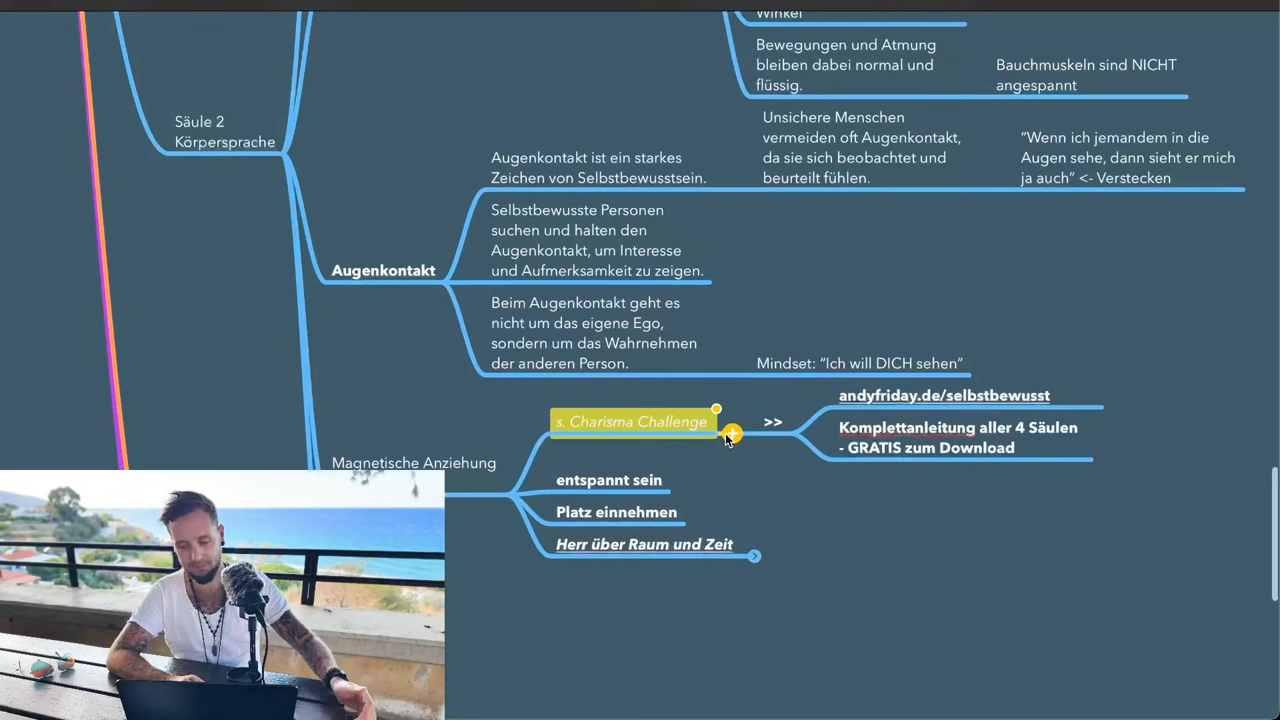 Winkel
Bewegungen und Atmung
bleiben dabei normal und
flüssig.
Bauchmuskeln sind NICHT
angespannt
Säule 2
Körpersprache
Augenkontakt ist ein starkes
Zeichen von Selbstbewusstsein.
Unsichere Menschen
vermeiden oft Augenkontakt,
da sie sich beobachtet und
beurteilt fühlen.
“Wenn ich jemandem in die
Augen sehe, dann sieht er mich
ja auch” <- Verstecken
Selbstbewusste Personen
suchen und halten den
Augenkontakt, um Interesse
und Aufmerksamkeit zu zeigen.
Augenkontakt
Beim Augenkontakt geht es
nicht um das eigene Ego,
sondern um das Wahrnehmen
der anderen Person.
Mindset: “Ich will DICH sehen”
s. Charisma Challenge
>>
andyfriday.de/selbstbewusst
Komplettanleitung aller 4 Säulen
- GRATIS zum Download
Magnetische Anziehung
entspannt sein
Platz einnehmen
Herr über Raum und Zeit